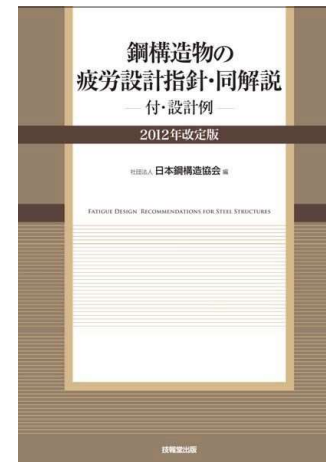 鋼構造物の
疲労設計指針・同解説
付・設計例
2012年改定版
社団法人 日本鋼構造協会 編
FATIGUE DESIGN RECOMMENDATIONS FOR STEEL STRUCTURES
技報堂出版